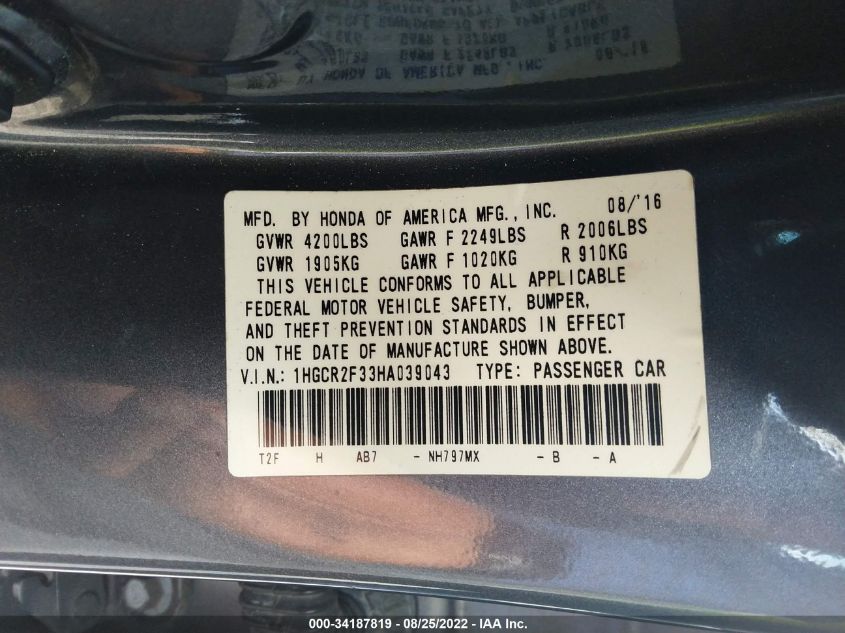 MFD. BY HONDA OF AMERICA MFG., INC. 08/'16
GVWR 4200LBS GAWR F 2249LBS R 2006LBS
GVWR 1905KG GAWR F 1020KG R 910KG
THIS VEHICLE CONFORMS TO ALL APPLICABLE
FEDERAL MOTOR VEHICLE SAFETY, BUMPER,
AND THEFT PREVENTION STANDARDS IN EFFECT
ON THE DATE OF MANUFACTURE SHOWN ABOVE.
V.I.N.: 1HGCR2F33HA039043 TYPE: PASSENGER CAR
T2F H AB7 - NH797MX - B - A
000-34187819 - 08/25/2022 - IAA Inc.